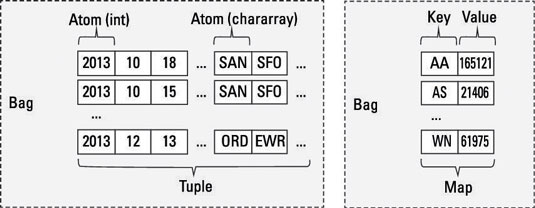 Atom (int) Atom (chararray)
2013 10 18 ... SAN SFO ...
2013 10 15 ... SAN SFO ...
Bag
...
2013 12 13 ... ORD EWR ...
Tuple
Key Value
AA 165121
AS 21406
Bag
...
WN 61975
Map